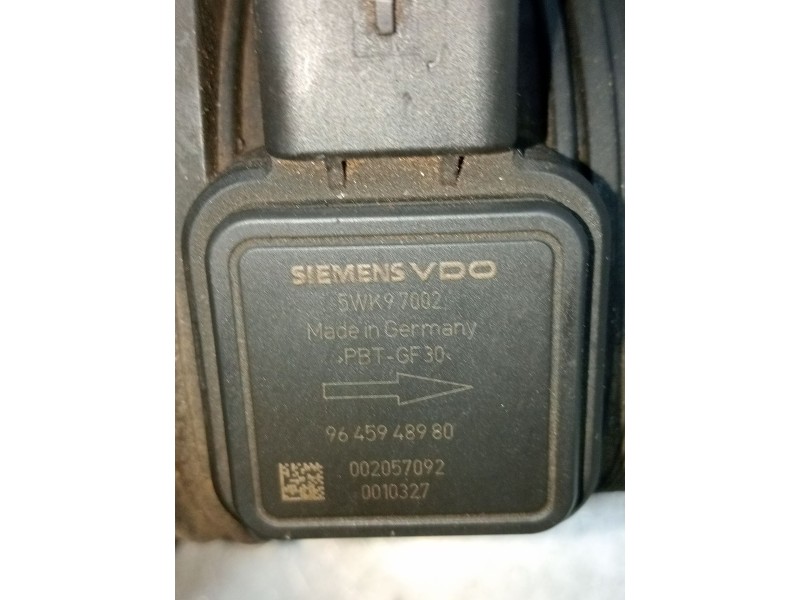 SIEMENS VDO
5WK9 7002
Made in Germany
>PBT-GF30<
96 459 489 80
002057092
0010327